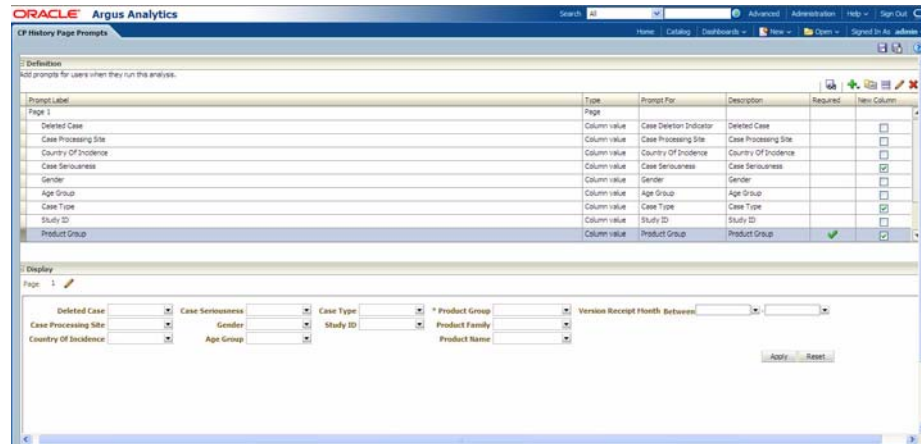 ORACLE Argus Analytics
Search All Advanced Administration Help Sign Out
CP History Page Prompts
Home Catalog Dashboards New Open Signed In As admin
Definition
Add prompts for users when they run this analysis.
Prompt Label Type Prompt For Description Required New Column
Page 1 Page
Deleted Case Column value Case Deletion Indicator Deleted Case
Case Processing Site Column value Case Processing Site Case Processing Site
Country Of Incidence Column value Country Of Incidence Country Of Incidence
Case Seriousness Column value Case Seriousness Case Seriousness
Gender Column value Gender Gender
Age Group Column value Age Group Age Group
Case Type Column value Case Type Case Type
Study ID Column value Study ID Study ID
Product Group Column value Product Group Product Group
Display
Page 1
Deleted Case Case Seriousness Case Type * Product Group Version Receipt Month Between -
Case Processing Site Gender Study ID Product Family
Country Of Incidence Age Group Product Name
Apply Reset